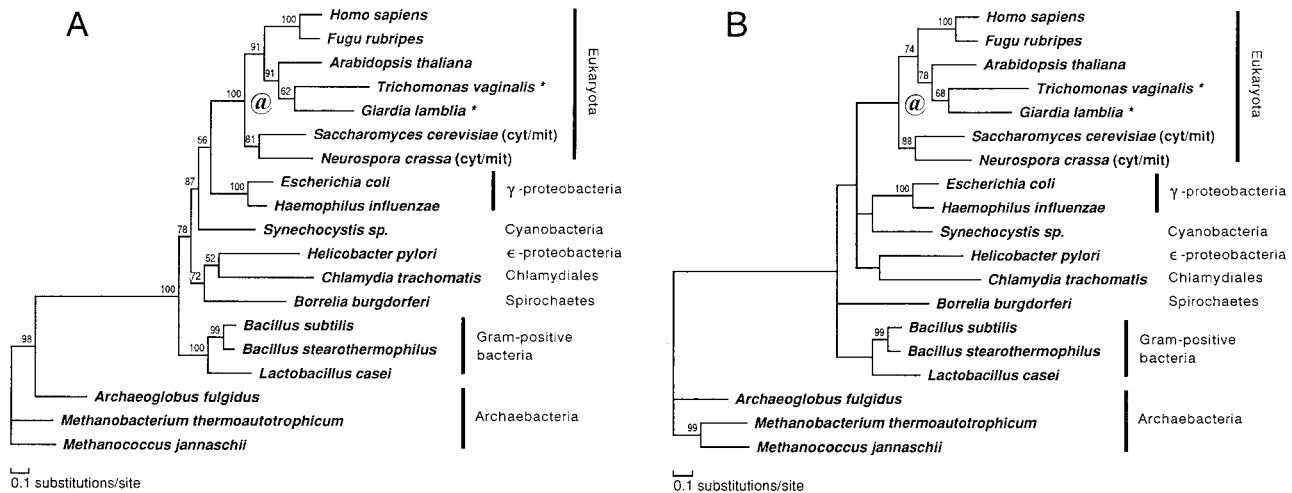 A
100
Homo sapiens
Fugu rubripes
91
Arabidopsis thaliana
91
Trichomonas vaginalis *
62
Giardia lamblia *
100
@
Saccharomyces cerevisiae (cyt/mit)
81
Neurospora crassa (cyt/mit)
Eukaryota
56
Escherichia coli
100
Haemophilus influenzae
γ-proteobacteria
87
Synechocystis sp.
Cyanobacteria
78
Helicobacter pylori
ϵ-proteobacteria
52
Chlamydia trachomatis
Chlamydiales
72
Borrelia burgdorferi
Spirochaetes
100
Bacillus subtilis
99
Bacillus stearothermophilus
100
Lactobacillus casei
Gram-positive
bacteria
98
Archaeoglobus fulgidus
Methanobacterium thermoautotrophicum
Methanococcus jannaschii
Archaebacteria
0.1 substitutions/site
B
100
Homo sapiens
Fugu rubripes
74
Arabidopsis thaliana
78
Trichomonas vaginalis *
68
Giardia lamblia *
@
Saccharomyces cerevisiae (cyt/mit)
88
Neurospora crassa (cyt/mit)
Eukaryota
Escherichia coli
100
Haemophilus influenzae
γ-proteobacteria
Synechocystis sp.
Cyanobacteria
Helicobacter pylori
ϵ-proteobacteria
Chlamydia trachomatis
Chlamydiales
Borrelia burgdorferi
Spirochaetes
Bacillus subtilis
99
Bacillus stearothermophilus
Lactobacillus casei
Gram-positive
bacteria
Archaeoglobus fulgidus
Methanobacterium thermoautotrophicum
99
Methanococcus jannaschii
Archaebacteria
0.1 substitutions/site